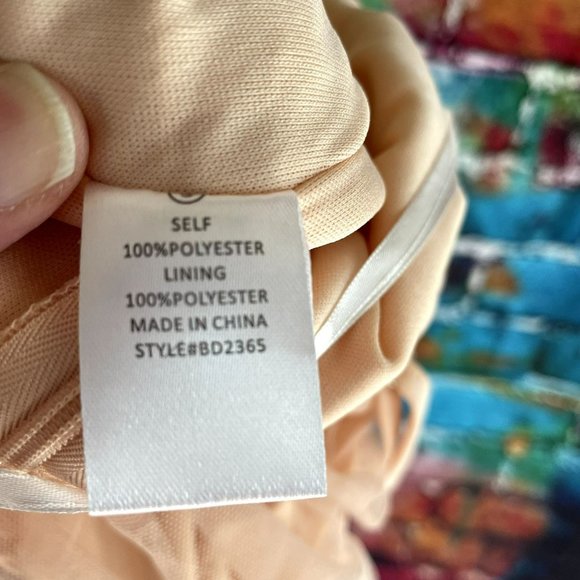 SELF
100%POLYESTER
LINING
100%POLYESTER
MADE IN CHINA
STYLE#BD2365